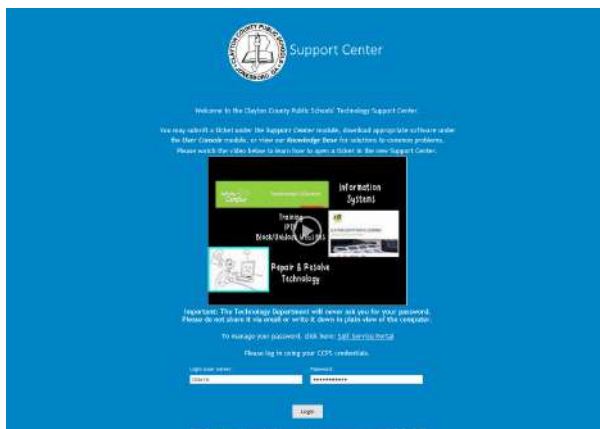 CLAYTON COUNTY PUBLIC SCHOOLS
JONESBORO GA.
Support Center
Welcome to the Clayton County Public Schools' Technology Support Center.
You may submit a ticket under the Support Center module, download appropriate software under
the User Console module, or view our Knowledge Base for solutions to common problems.
Please watch the video below to learn how to open a ticket in the new Support Center.
Information
Systems
Training
Repair & Resolve
Technology
Important: The Technology Department will never ask you for your password.
Please do not share it via email or write it down in plain view of the computer.
To manage your password, click here: Self Service Portal
Please log in using your CCPS credentials.
Login (user name):
Password:
Login